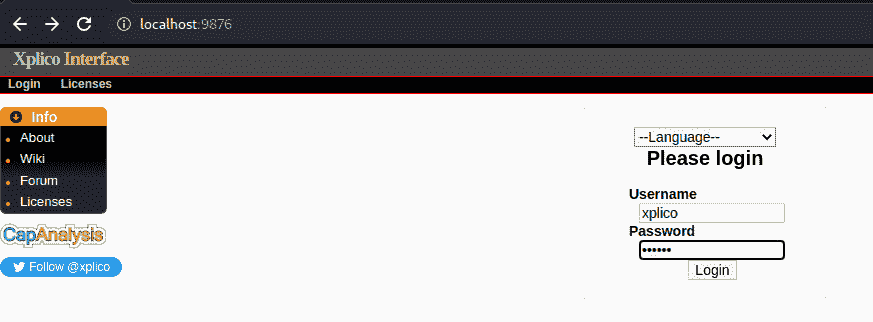 localhost:9876
Xplico Interface
Login Licenses
Info
About
Wiki
Forum
Licenses
CapAnalysis
Follow @xplico
--Language--
Please login
Username
xplico
Password
••••••
Login